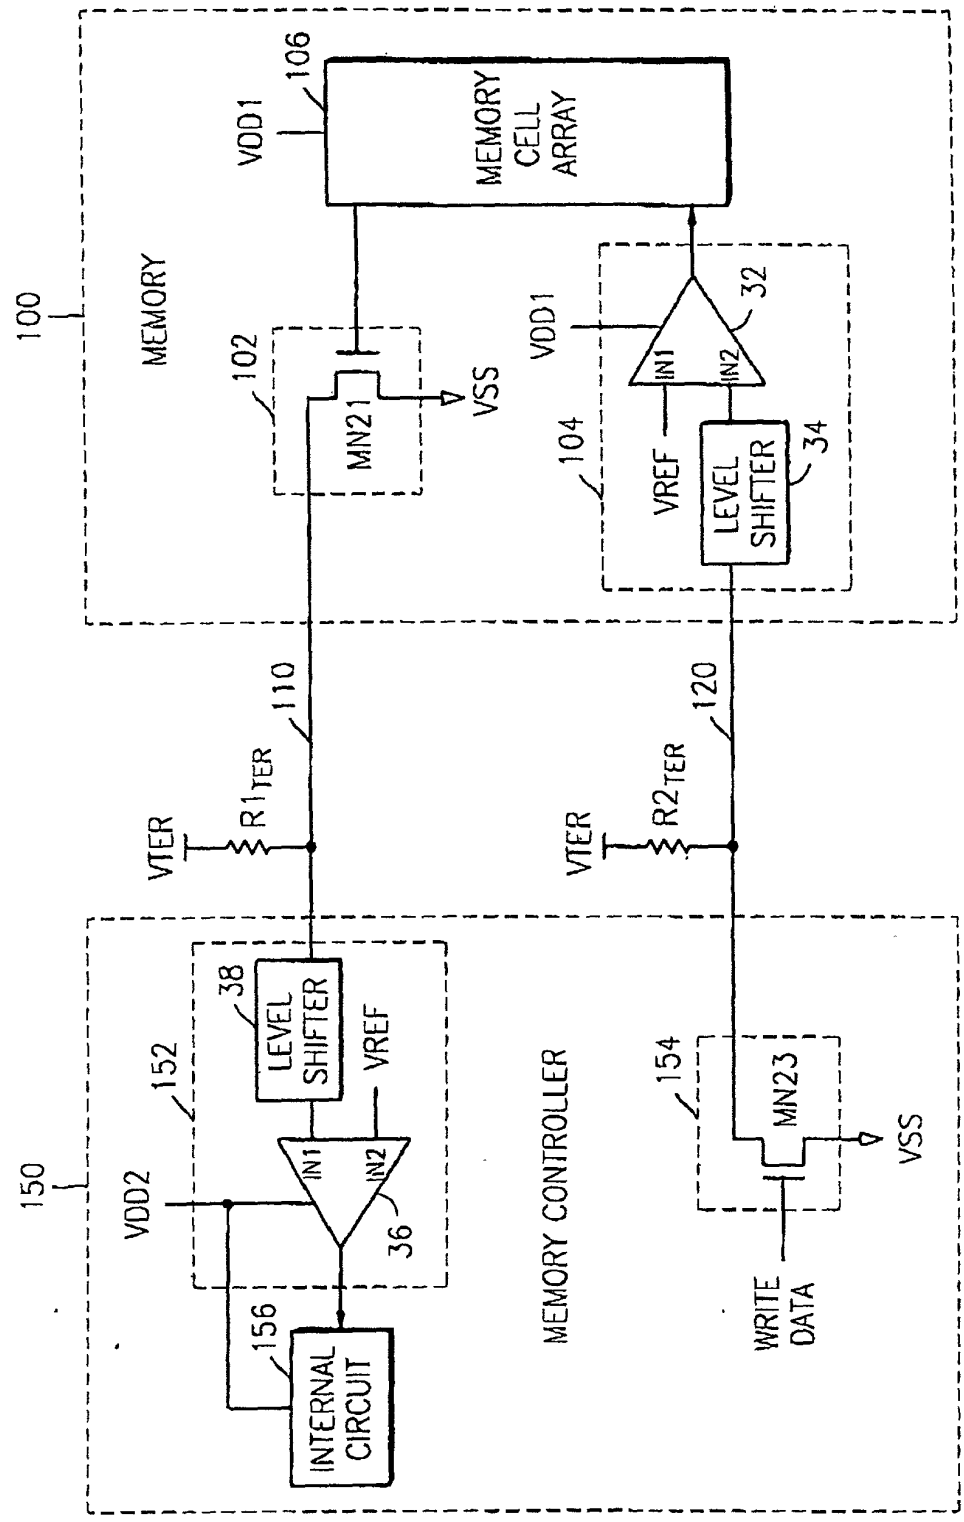 150
VDD2
152
38
LEVEL
SHIFTER
IN1
IN2
VREF
36
156
INTERNAL
CIRCUIT
MEMORY CONTROLLER
154
MN23
VSS
WRITE
DATA
VTER
R1TER
110
VTER
R2TER
120
100
MEMORY
102
MN21
VSS
VDD1
106
MEMORY
CELL
ARRAY
104
VDD1
VREF
IN1
IN2
32
LEVEL
SHIFTER
34